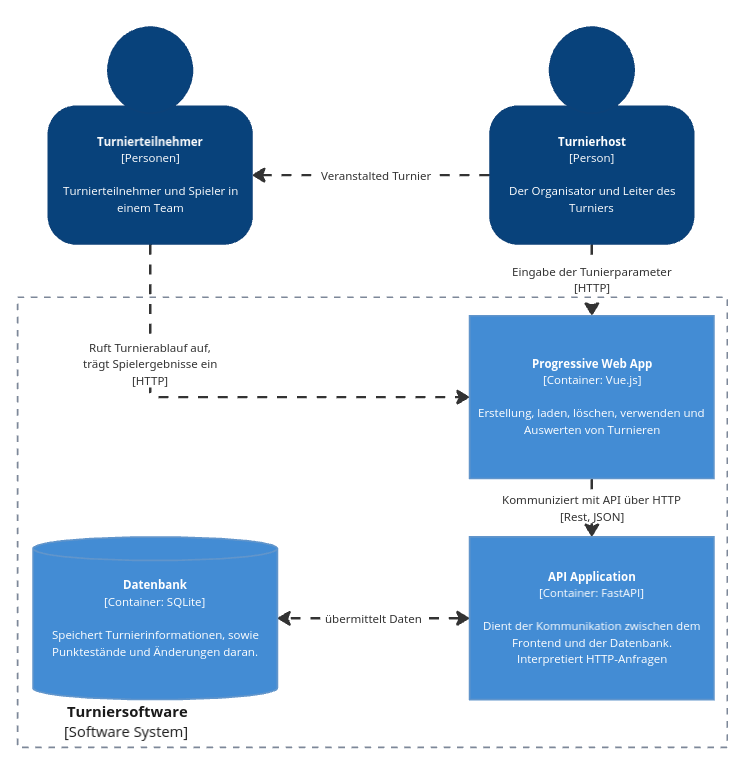 Turnierteilnehmer
[Personen]
Turnierteilnehmer und Spieler in
einem Team
Veranstalted Turnier
Turnierhost
[Person]
Der Organisator und Leiter des
Turniers
Eingabe der Tunierparameter
[HTTP]
Ruft Turnierablauf auf,
trägt Spielergebnisse ein
[HTTP]
Progressive Web App
[Container: Vue.js]
Erstellung, laden, löschen, verwenden und
Auswerten von Turnieren
Kommuniziert mit API über HTTP
[Rest, JSON]
Datenbank
[Container: SQLite]
Speichert Turnierinformationen, sowie
Punktestände und Änderungen daran.
übermittelt Daten
API Application
[Container: FastAPI]
Dient der Kommunikation zwischen dem
Frontend und der Datenbank.
Interpretiert HTTP-Anfragen
Turniersoftware
[Software System]